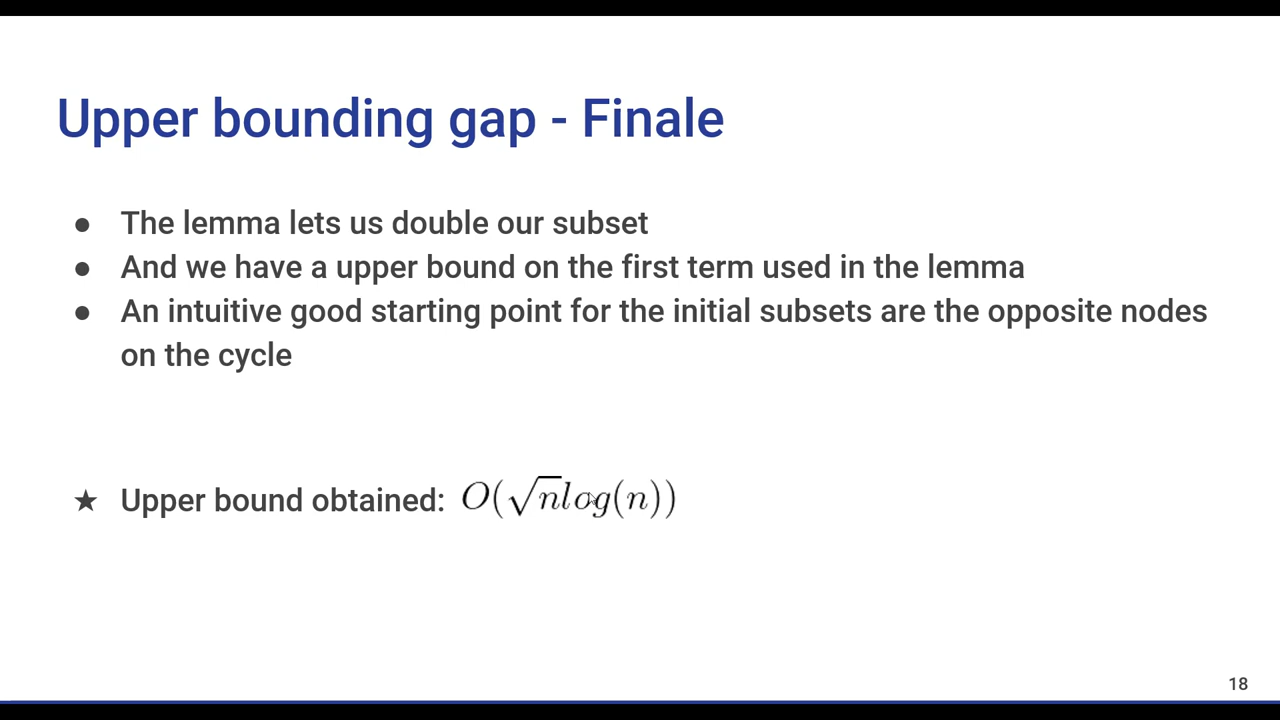 Upper bounding gap - Finale
● The lemma lets us double our subset
● And we have a upper bound on the first term used in the lemma
● An intuitive good starting point for the initial subsets are the opposite nodes
on the cycle
★ Upper bound obtained: O(√nlog(n))
18